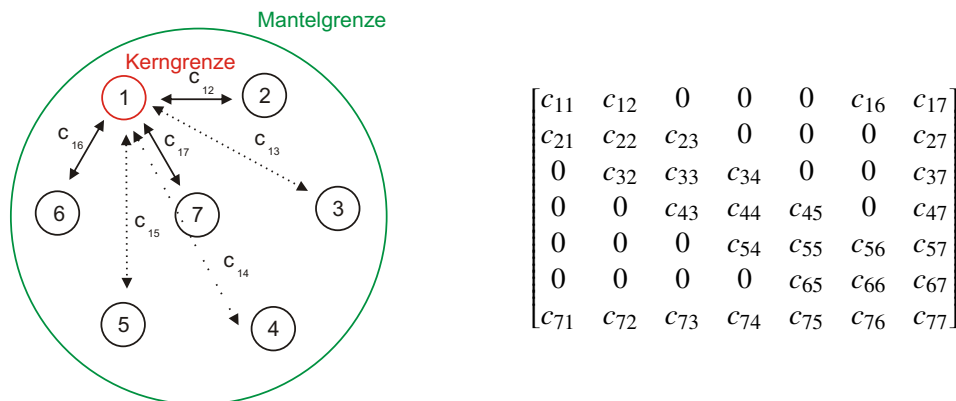 Mantelgrenze
Kerngrenze
c₁₂
1
2
c₁₆
c₁₇
c₁₃
6
7
3
c₁₅
c₁₄
5
4
c₁₁ c₁₂ 0 0 0 c₁₆ c₁₇
c₂₁ c₂₂ c₂₃ 0 0 0 c₂₇
0 c₃₂ c₃₃ c₃₄ 0 0 c₃₇
0 0 c₄₃ c₄₄ c₄₅ 0 c₄₇
0 0 0 c₅₄ c₅₅ c₅₆ c₅₇
0 0 0 0 c₆₅ c₆₆ c₆₇
c₇₁ c₇₂ c₇₃ c₇₄ c₇₅ c₇₆ c₇₇